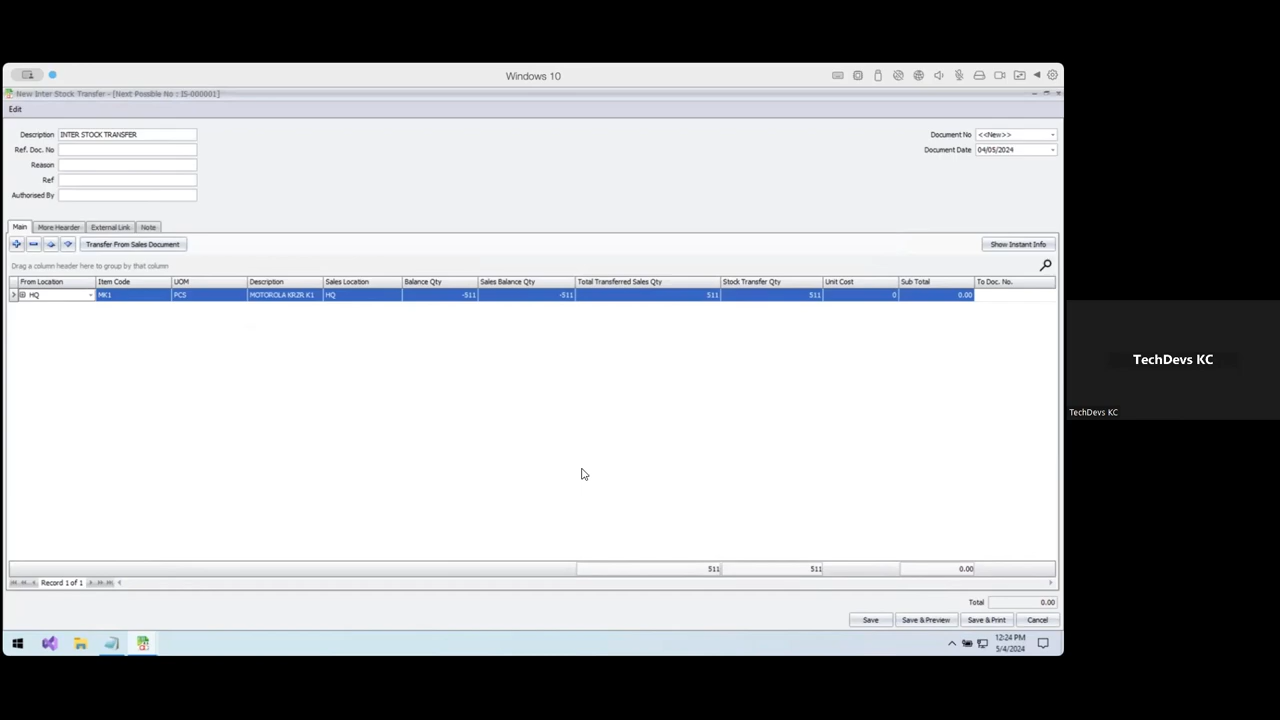 Windows 10
New Inter Stock Transfer - [Next Possible No : IS-000001]
Edit
Description INTER STOCK TRANSFER
Document No <<New>>
Ref. Doc. No
Document Date 04/05/2024
Reason
Ref
Authorised By
Main More Hearder External Link Note
Transfer From Sales Document Show Instant Info
Drag a column header here to group by that column
From Location Item Code UOM Description Sales Location Balance Qty Sales Balance Qty Total Transferred Sales Qty Stock Transfer Qty Unit Cost Sub Total To Doc. No.
HQ MK1 PCS MOTOROLA KRZR K1 HQ -511 -511 511 511 0 0.00
TechDevs KC
TechDevs KC
511 511 0.00
Record 1 of 1
Total 0.00
Save Save & Preview Save & Print Cancel
12:24 PM
5/4/2024